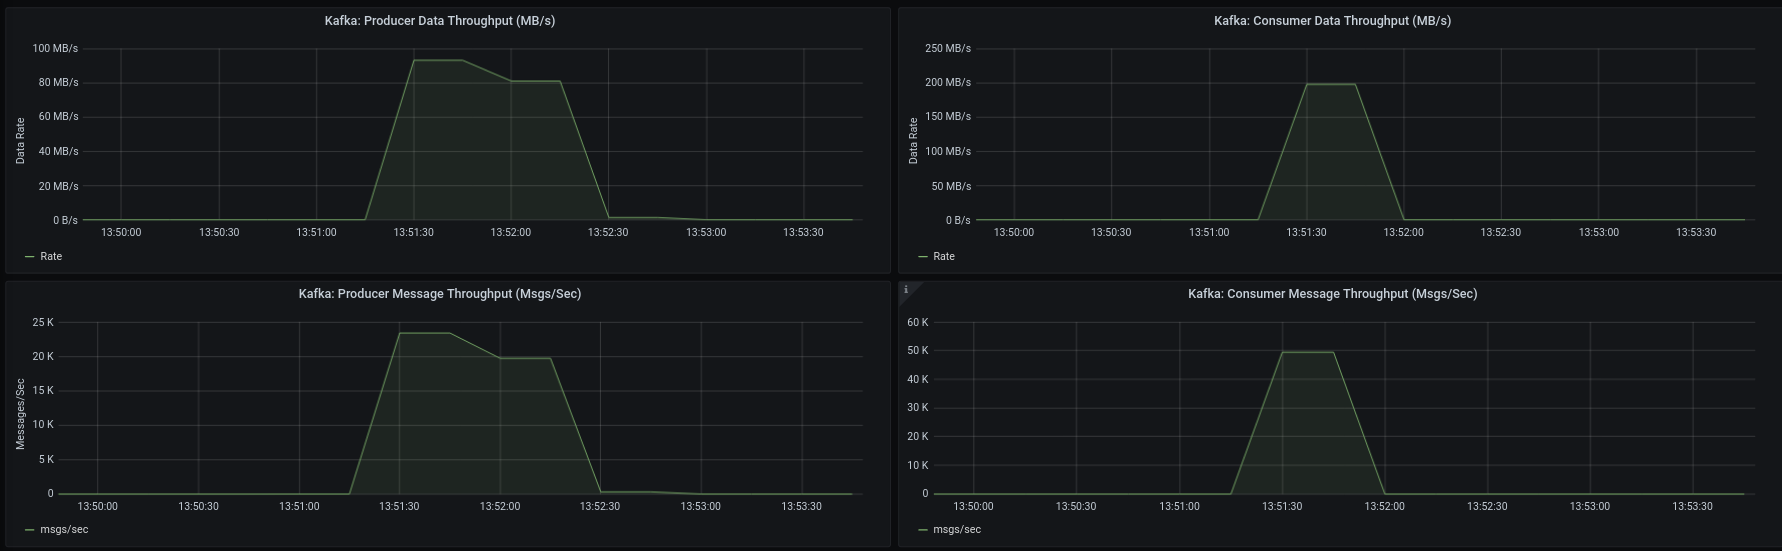 Kafka: Producer Data Throughput (MB/s)
100 MB/s
80 MB/s
60 MB/s
40 MB/s
20 MB/s
0 B/s
Data Rate
13:50:00 13:50:30 13:51:00 13:51:30 13:52:00 13:52:30 13:53:00 13:53:30
Rate
Kafka: Consumer Data Throughput (MB/s)
250 MB/s
200 MB/s
150 MB/s
100 MB/s
50 MB/s
0 B/s
Data Rate
13:50:00 13:50:30 13:51:00 13:51:30 13:52:00 13:52:30 13:53:00 13:53:30
Rate
Kafka: Producer Message Throughput (Msgs/Sec)
25 K
20 K
15 K
10 K
5 K
0
Messages/Sec
13:50:00 13:50:30 13:51:00 13:51:30 13:52:00 13:52:30 13:53:00 13:53:30
msgs/sec
i
Kafka: Consumer Message Throughput (Msgs/Sec)
60 K
50 K
40 K
30 K
20 K
10 K
0
13:50:00 13:50:30 13:51:00 13:51:30 13:52:00 13:52:30 13:53:00 13:53:30
msgs/sec